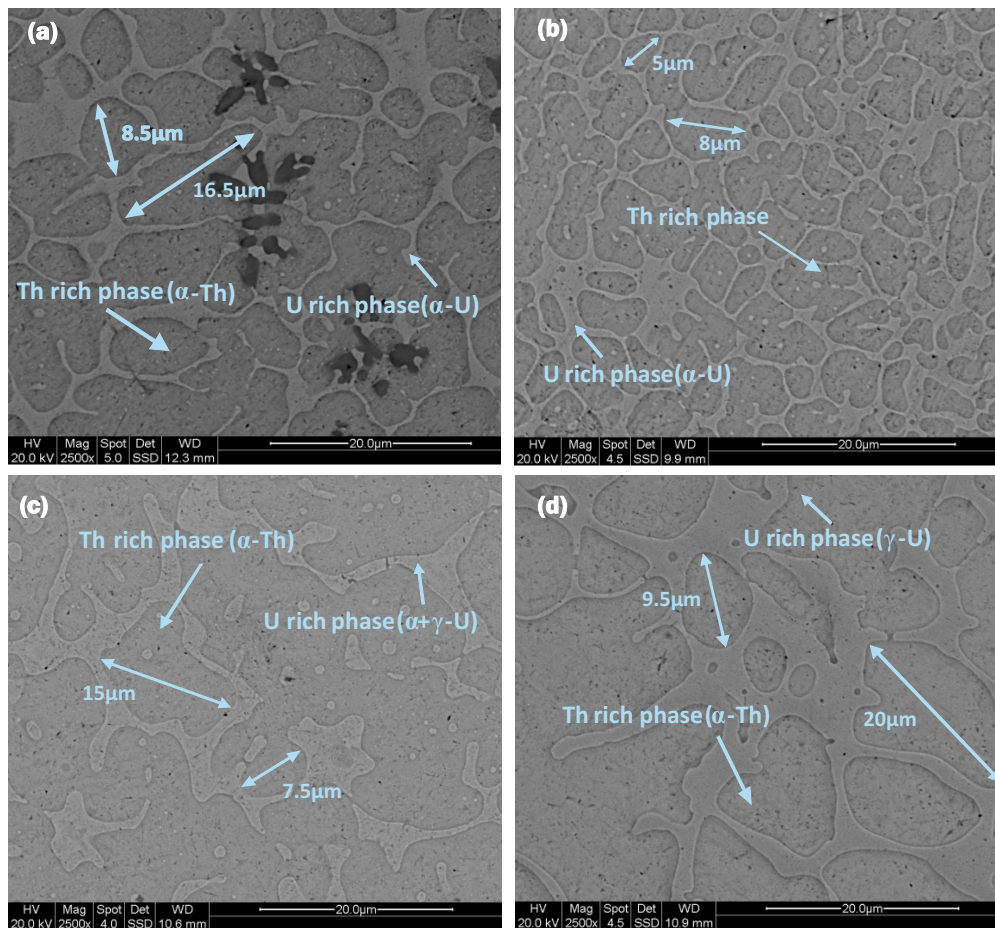 (a)
8.5μm
16.5μm
Th rich phase(α-Th)
U rich phase(α-U)
HV Mag Spot Det WD
20.0 kV 2500x 5.0 SSD 12.3 mm
20.0μm
(b)
5μm
8μm
Th rich phase
U rich phase(α-U)
HV Mag Spot Det WD
20.0 kV 2500x 4.5 SSD 9.9 mm
20.0μm
(c)
Th rich phase (α-Th)
U rich phase(α+γ-U)
15μm
7.5μm
HV Mag Spot Det WD
20.0 kV 2500x 4.0 SSD 10.6 mm
20.0μm
(d)
U rich phase(γ-U)
9.5μm
20μm
Th rich phase(α-Th)
HV Mag Spot Det WD
20.0 kV 2500x 4.5 SSD 10.9 mm
20.0μm